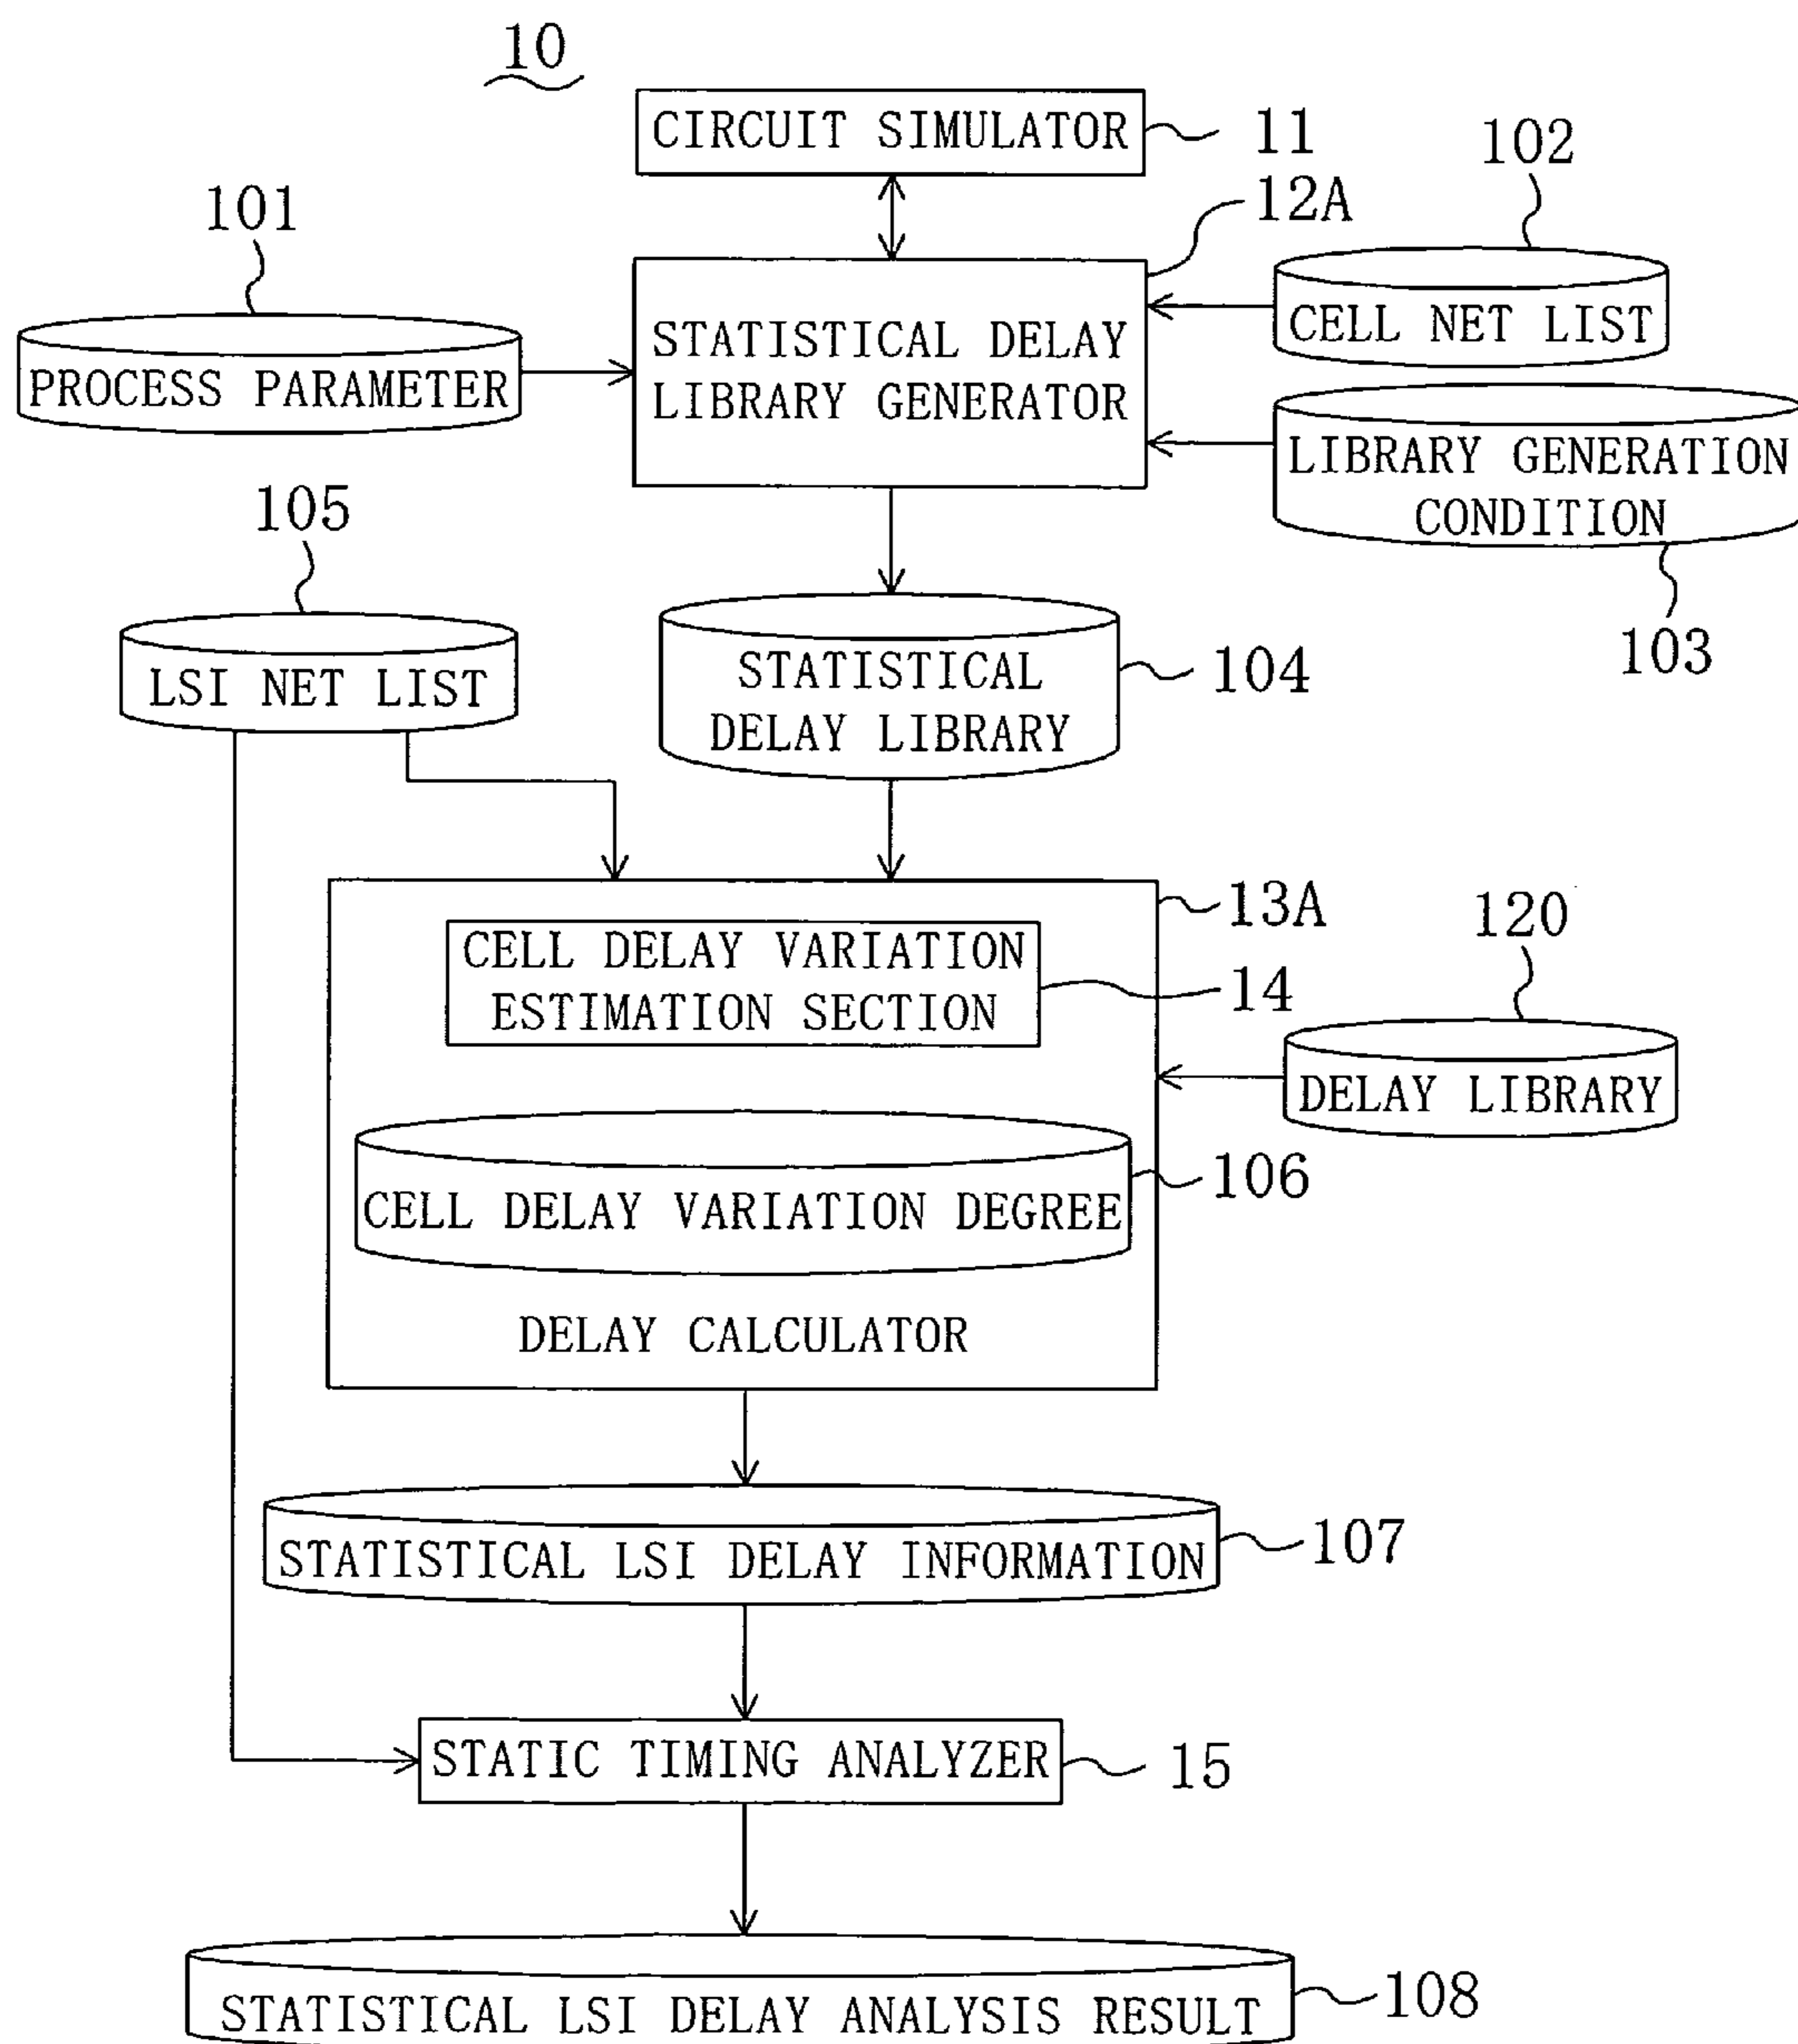 10
CIRCUIT SIMULATOR
11
102
101
12A
CELL NET LIST
PROCESS PARAMETER
STATISTICAL DELAY
LIBRARY GENERATOR
LIBRARY GENERATION
CONDITION
103
105
LSI NET LIST
STATISTICAL
DELAY LIBRARY
104
13A
CELL DELAY VARIATION
ESTIMATION SECTION
14
120
DELAY LIBRARY
106
CELL DELAY VARIATION DEGREE
DELAY CALCULATOR
STATISTICAL LSI DELAY INFORMATION
107
STATIC TIMING ANALYZER
15
STATISTICAL LSI DELAY ANALYSIS RESULT
108